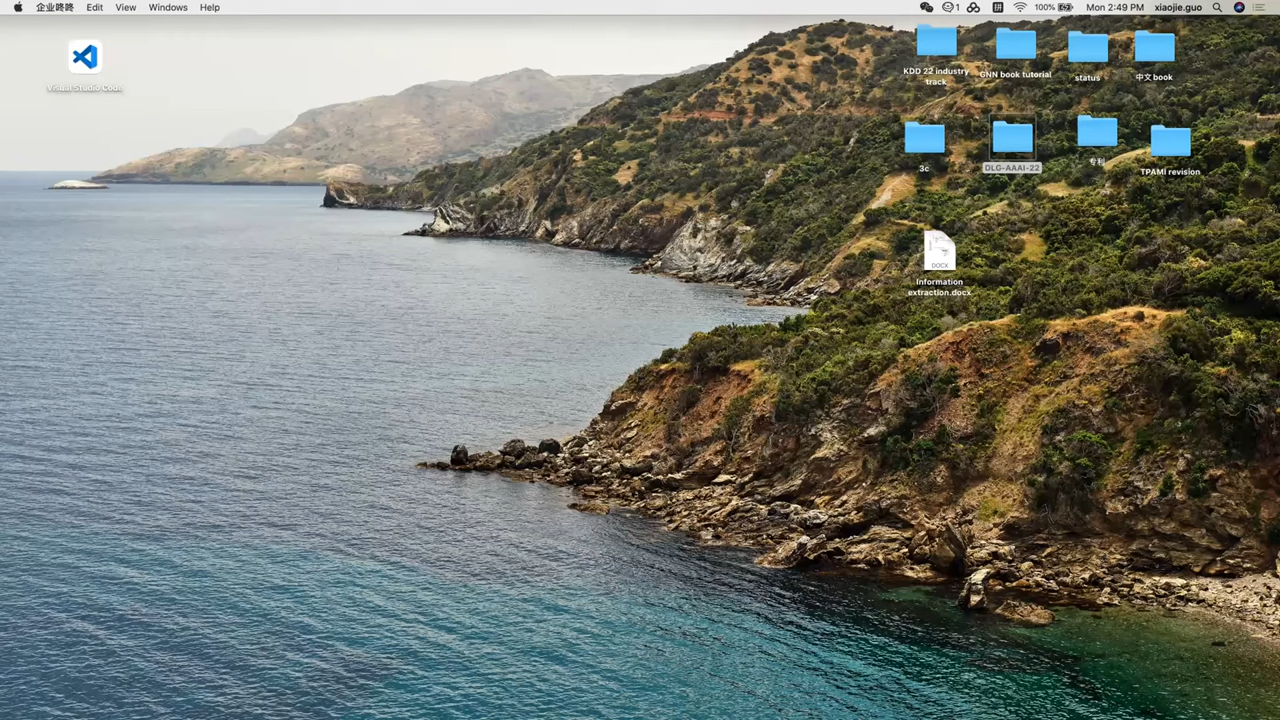 企业咚咚 Edit View Windows Help 1 100% Mon 2:49 PM xiaojie.guo
Visual Studio Code
KDD 22 industry
track
GNN book tutorial
status
中文 book
3c
DLG-AAAI-22
专利
TPAMI revision
DOCX
Information
extraction.docx